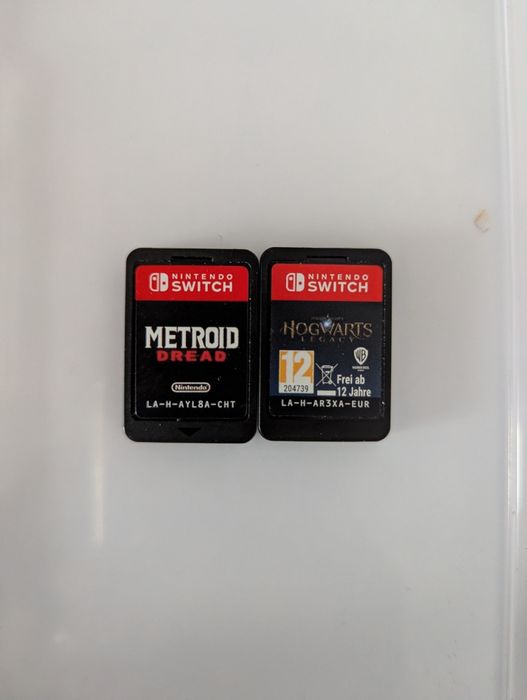 NINTENDO
SWITCH
METROID
DREAD
Nintendo
LA-H-AYL8A-CHT
NINTENDO
SWITCH
HOGWARTS
LEGACY
WB
12
204739
Frei ab
12 Jahre
LA-H-AR3XA-EUR